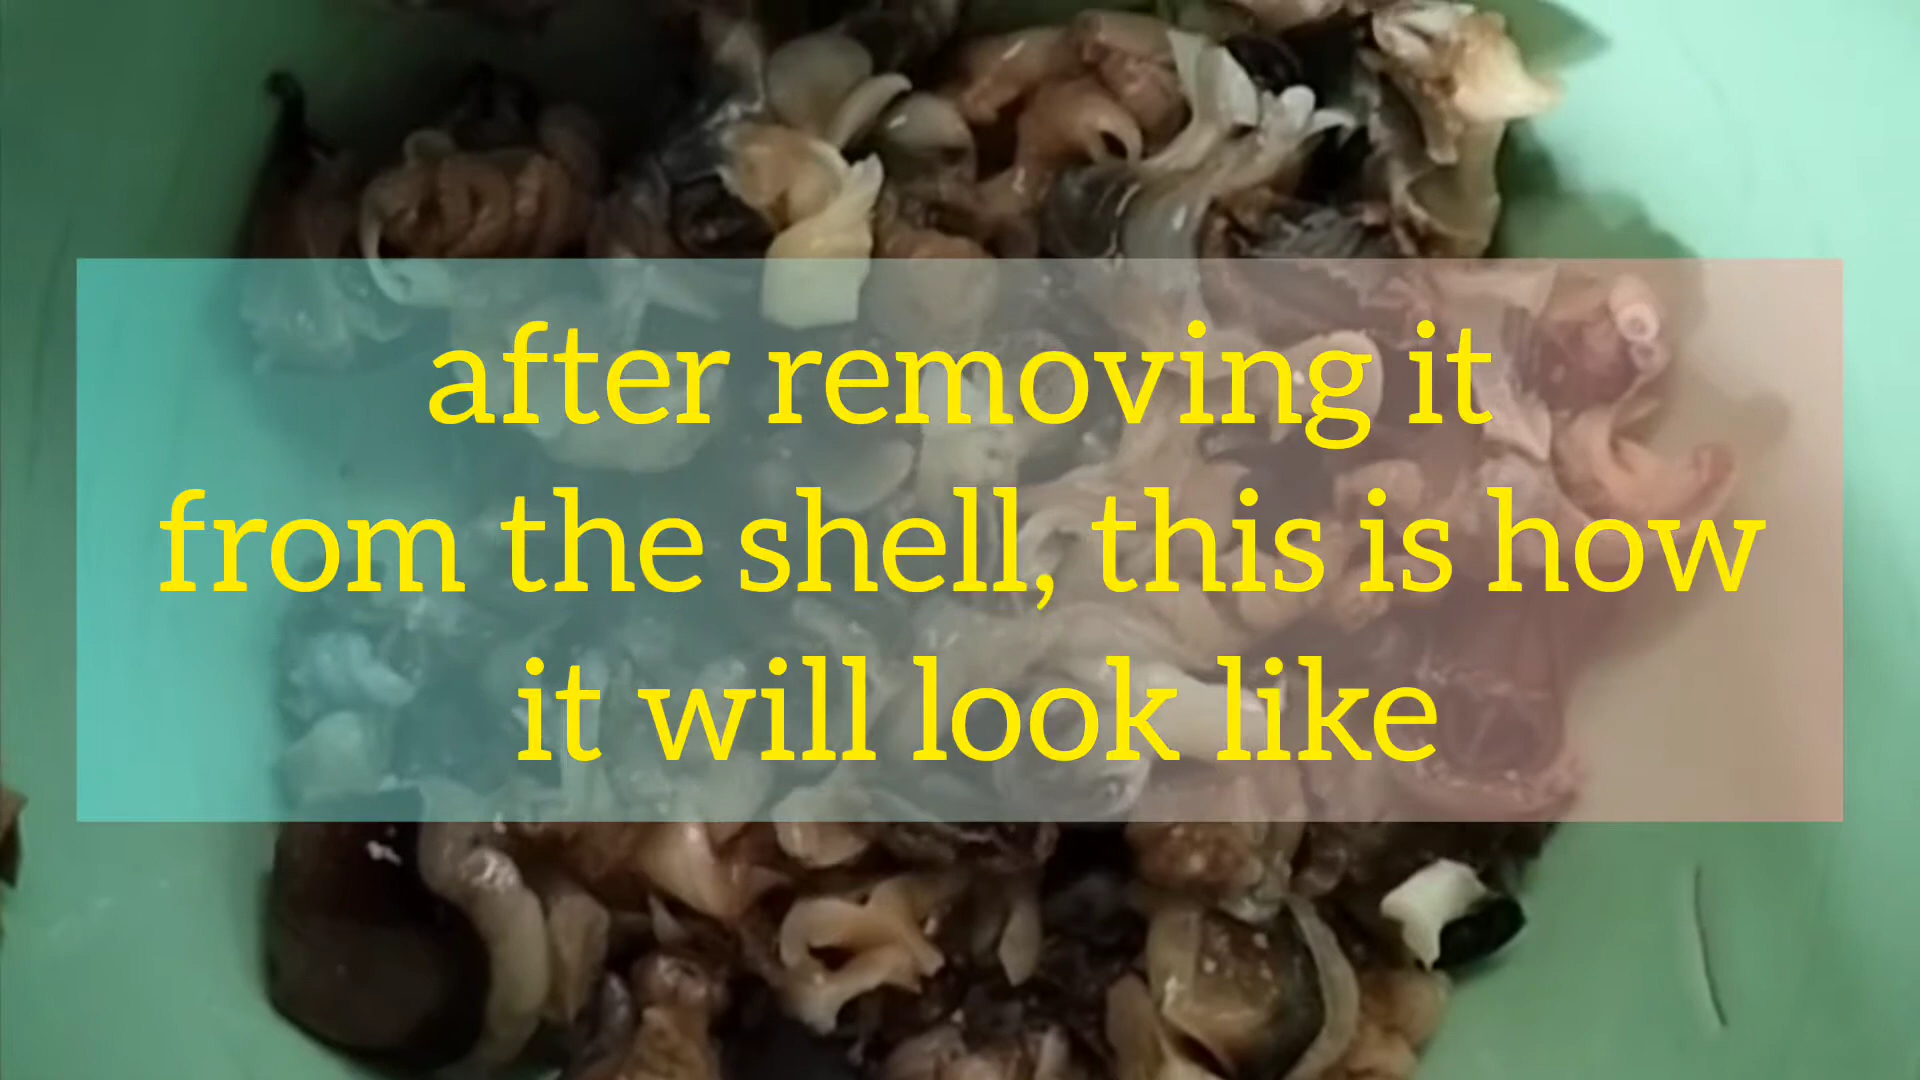 after removing it
from the shell, this is how
it will look like